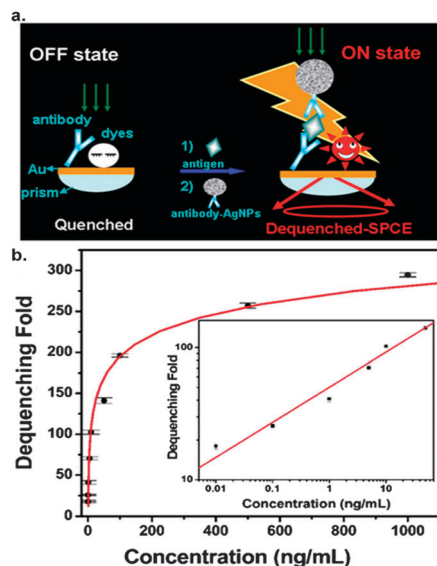 a.
OFF state
ON state
antibody
dyes
Au
prism
Quenched
1)
antigen
2)
antibody-AgNPs
Dequenched-SPCE
b.
Dequenching Fold
300
250
200
150
100
50
0
0 200 400 600 800 1000
Concentration (ng/mL)
Dequenching Fold
100
10
0.01 0.1 1 10
Concentration (ng/mL)